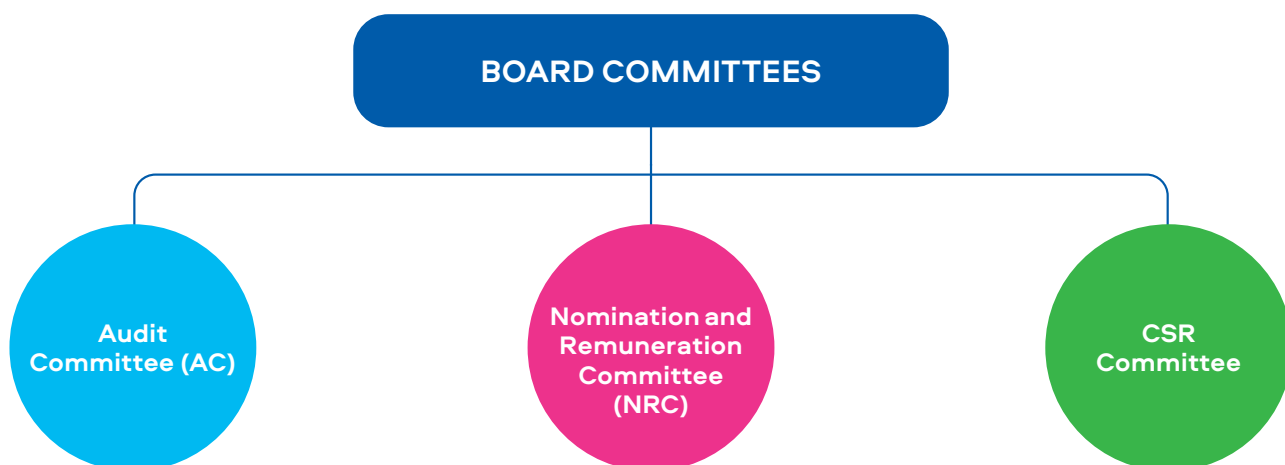 BOARD COMMITTEES
Audit
Committee (AC)
Nomination and
Remuneration
Committee
(NRC)
CSR
Committee